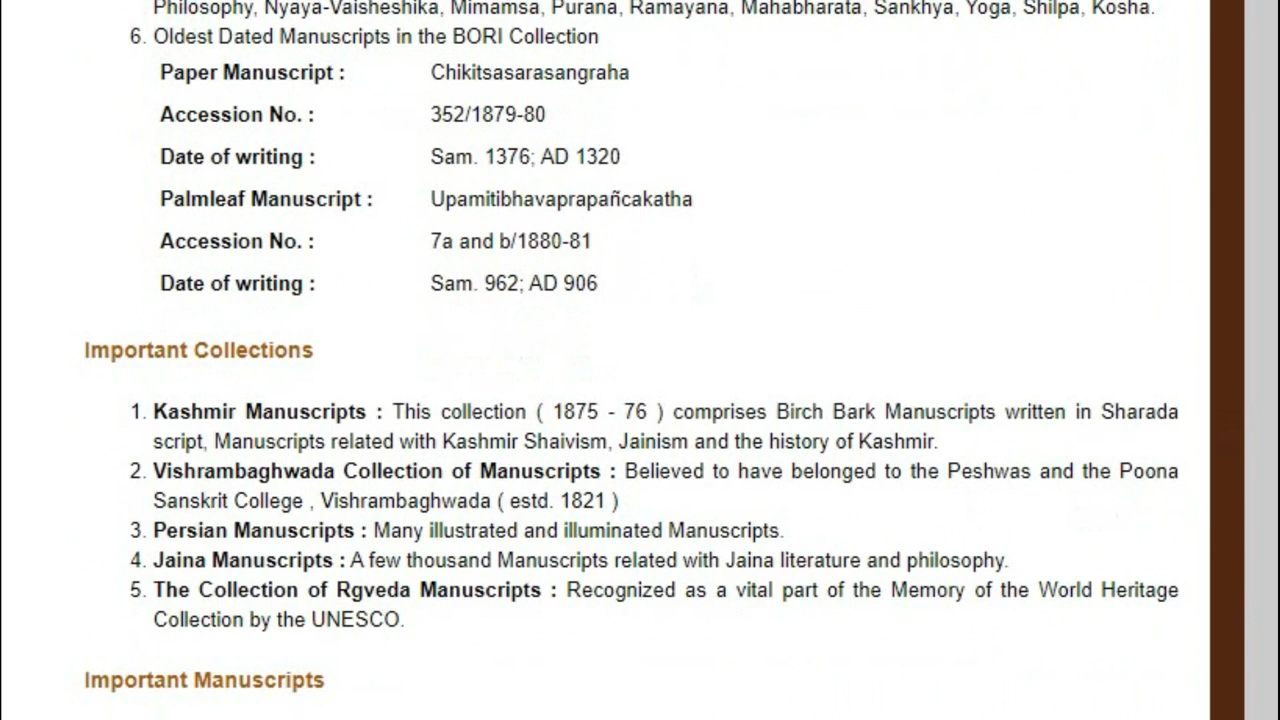 Philosophy, Nyaya-Vaisheshika, Mimamsa, Purana, Ramayana, Mahabharata, Sankhya, Yoga, Shilpa, Kosha.
6. Oldest Dated Manuscripts in the BORI Collection
Paper Manuscript : Chikitsasarasangraha
Accession No. : 352/1879-80
Date of writing : Sam. 1376; AD 1320
Palmleaf Manuscript : Upamitibhavaprapañcakatha
Accession No. : 7a and b/1880-81
Date of writing : Sam. 962; AD 906
Important Collections
1. Kashmir Manuscripts : This collection ( 1875 - 76 ) comprises Birch Bark Manuscripts written in Sharada
script, Manuscripts related with Kashmir Shaivism, Jainism and the history of Kashmir.
2. Vishrambaghwada Collection of Manuscripts : Believed to have belonged to the Peshwas and the Poona
Sanskrit College , Vishrambaghwada ( estd. 1821 )
3. Persian Manuscripts : Many illustrated and illuminated Manuscripts.
4. Jaina Manuscripts : A few thousand Manuscripts related with Jaina literature and philosophy.
5. The Collection of Rgveda Manuscripts : Recognized as a vital part of the Memory of the World Heritage
Collection by the UNESCO.
Important Manuscripts